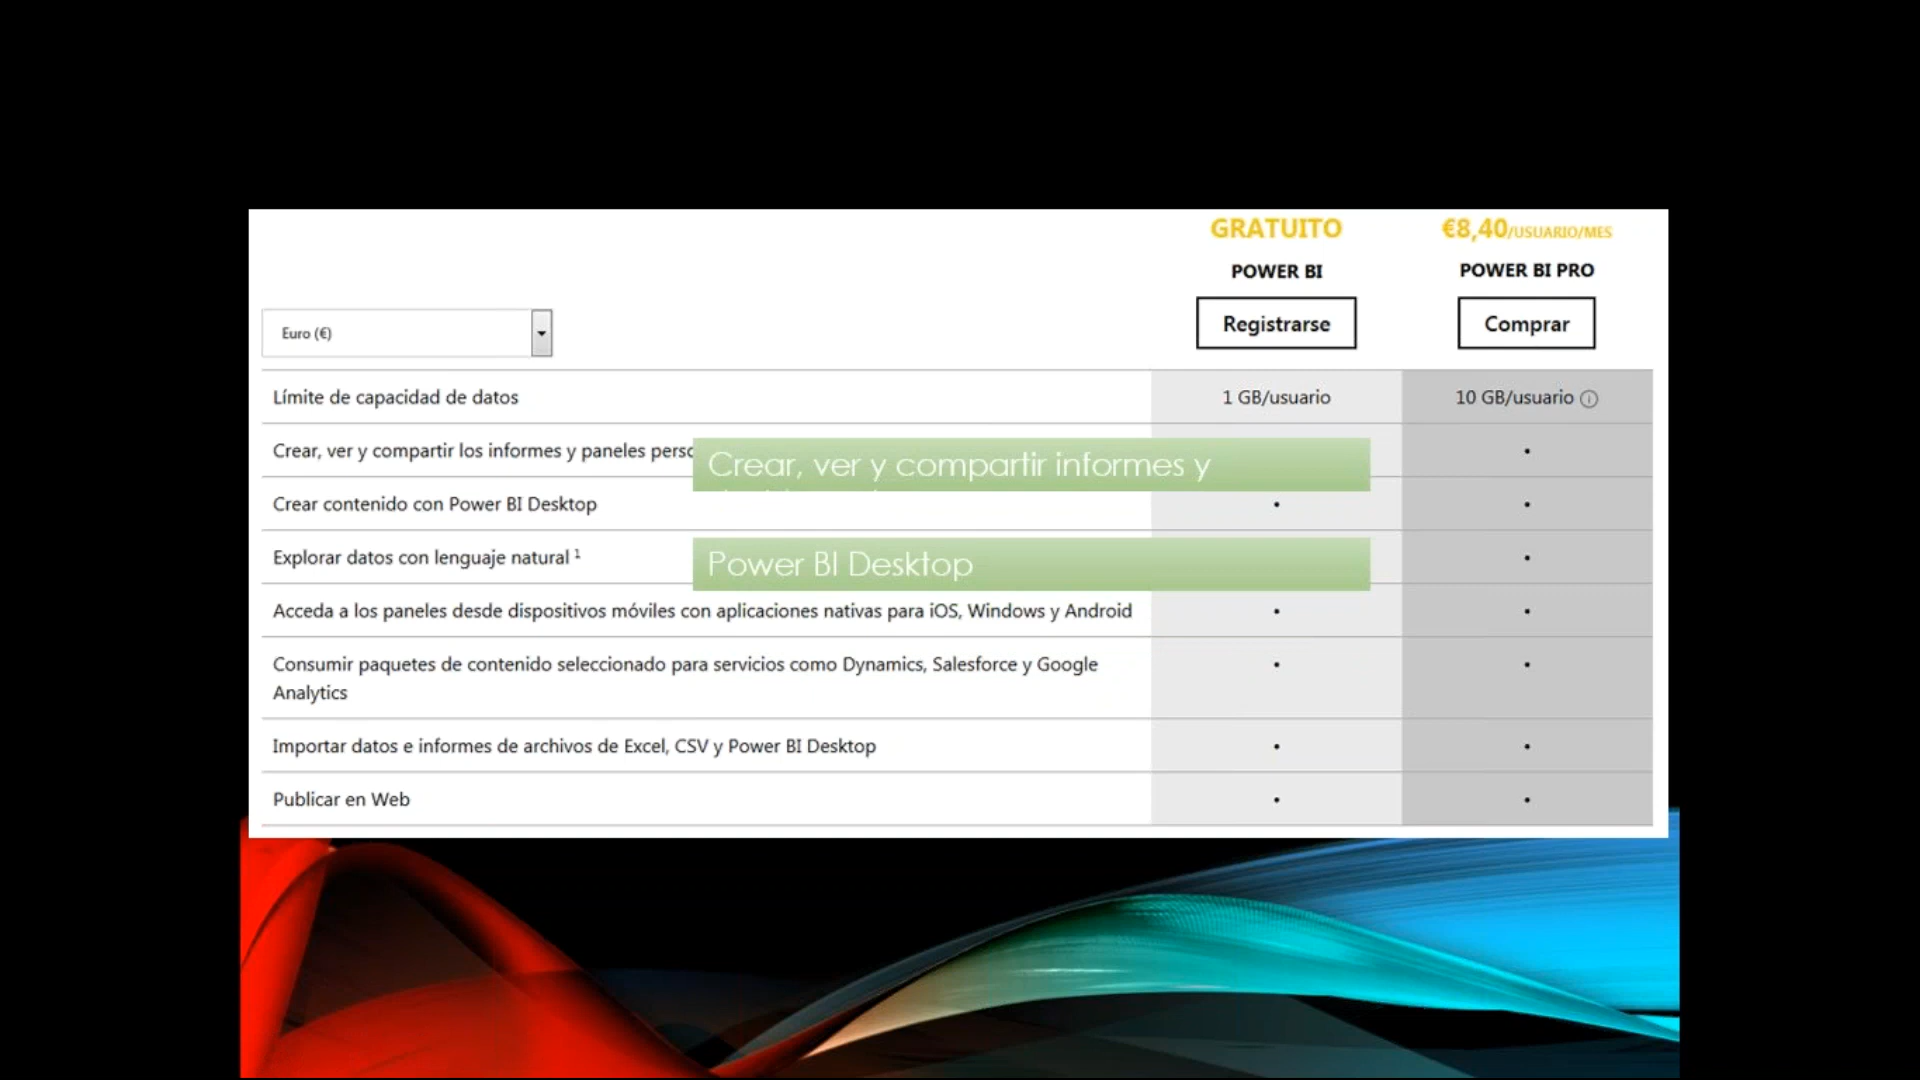 GRATUITO
€8,40/USUARIO/MES
POWER BI
POWER BI PRO
Registrarse
Comprar
Euro (€)
Límite de capacidad de datos
1 GB/usuario
10 GB/usuario
Crear, ver y compartir los informes y paneles
Crear, ver y compartir informes y
Crear contenido con Power BI Desktop
Explorar datos con lenguaje natural ¹
Power BI Desktop
Acceda a los paneles desde dispositivos móviles con aplicaciones nativas para iOS, Windows y Android
Consumir paquetes de contenido seleccionado para servicios como Dynamics, Salesforce y Google
Analytics
Importar datos e informes de archivos de Excel, CSV y Power BI Desktop
Publicar en Web